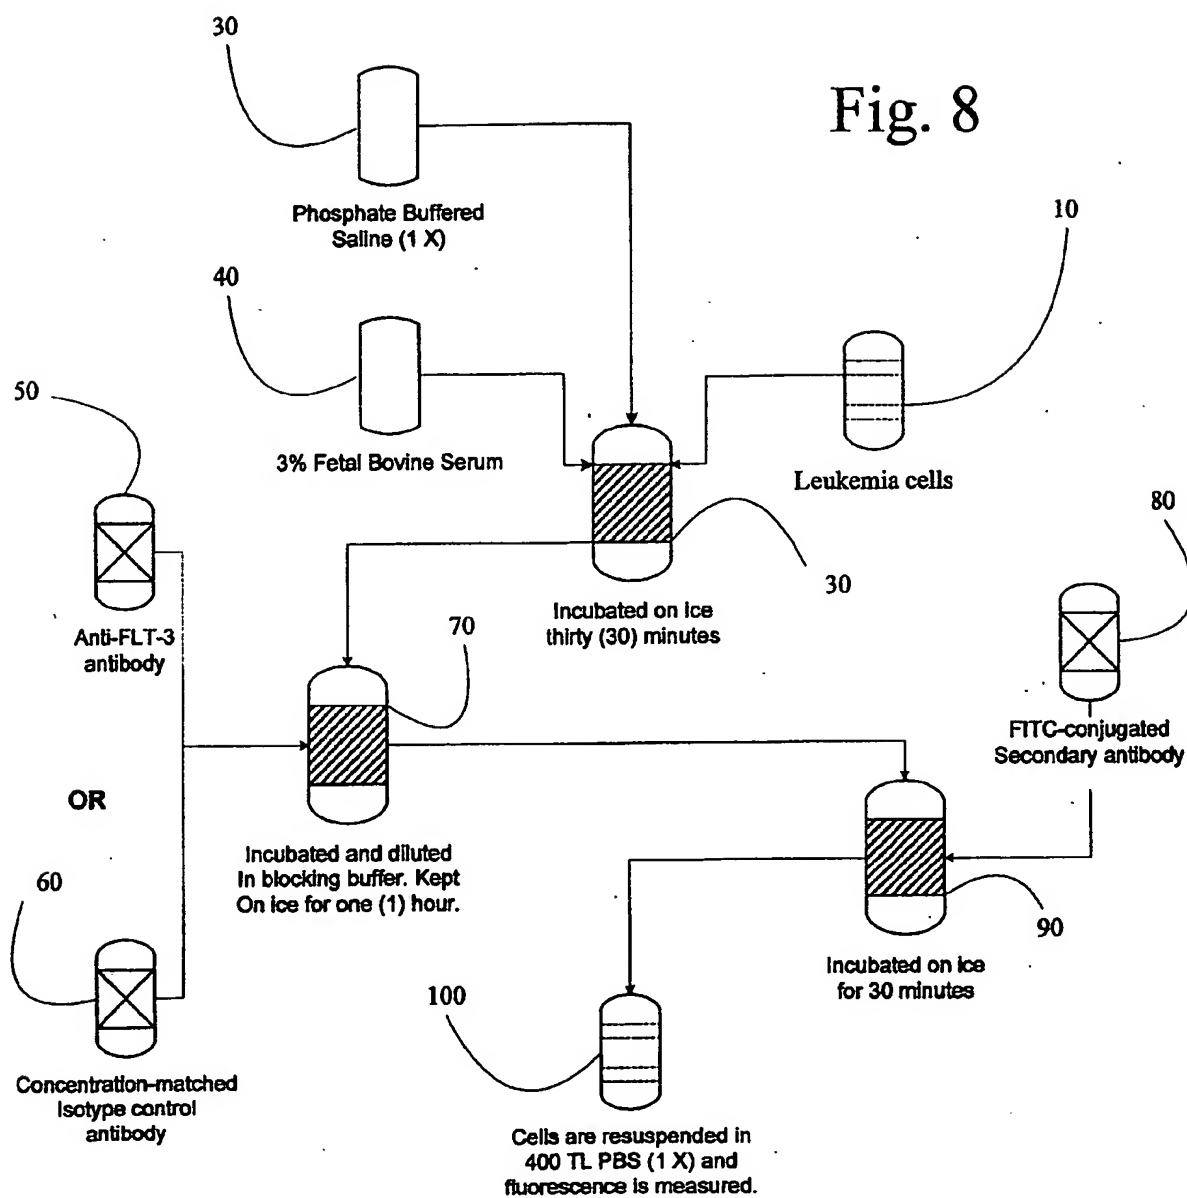 30
Fig. 8
Phosphate Buffered
Saline (1 X)
10
40
50
3% Fetal Bovine Serum
Leukemia cells
80
30
Incubated on ice
thirty (30) minutes
Anti-FLT-3
antibody
70
FITC-conjugated
Secondary antibody
OR
Incubated and diluted
In blocking buffer. Kept
On ice for one (1) hour.
60
90
Incubated on ice
for 30 minutes
100
Concentration-matched
Isotype control
antibody
Cells are resuspended in
400 TL PBS (1 X) and
fluorescence is measured.